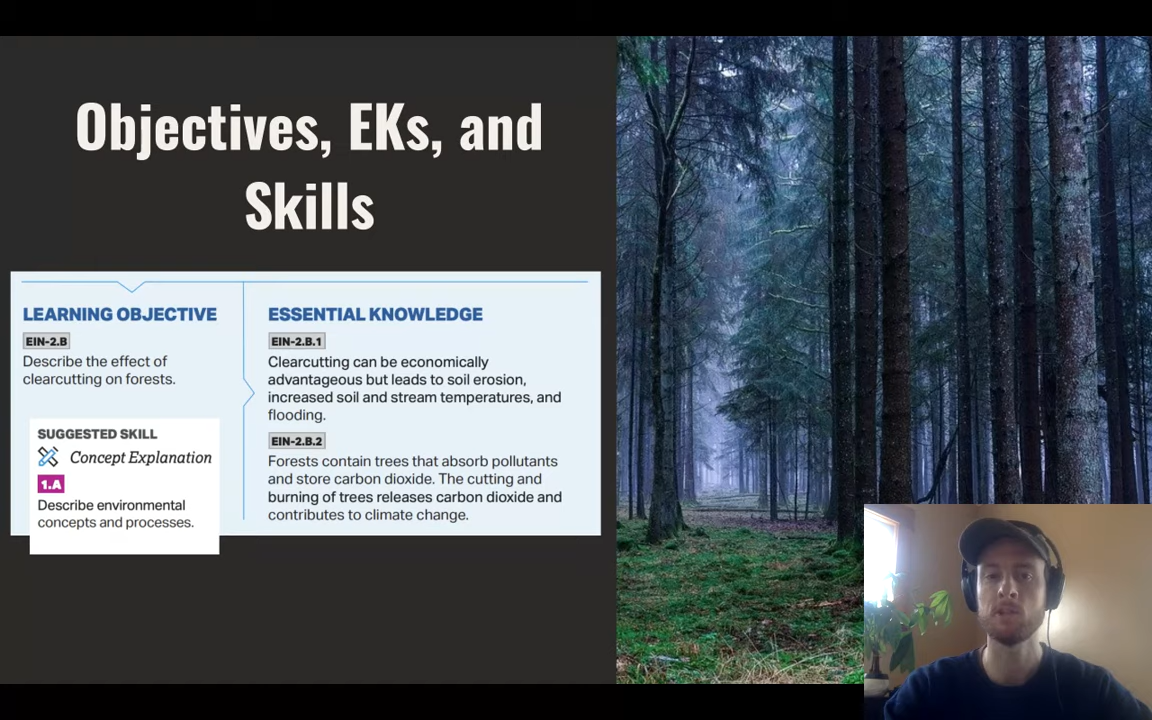 Objectives, EKs, and
Skills
LEARNING OBJECTIVE
EIN-2.B
Describe the effect of
clearcutting on forests.
SUGGESTED SKILL
Concept Explanation
1.A
Describe environmental
concepts and processes.
ESSENTIAL KNOWLEDGE
EIN-2.B.1
Clearcutting can be economically
advantageous but leads to soil erosion,
increased soil and stream temperatures, and
flooding.
EIN-2.B.2
Forests contain trees that absorb pollutants
and store carbon dioxide. The cutting and
burning of trees releases carbon dioxide and
contributes to climate change.